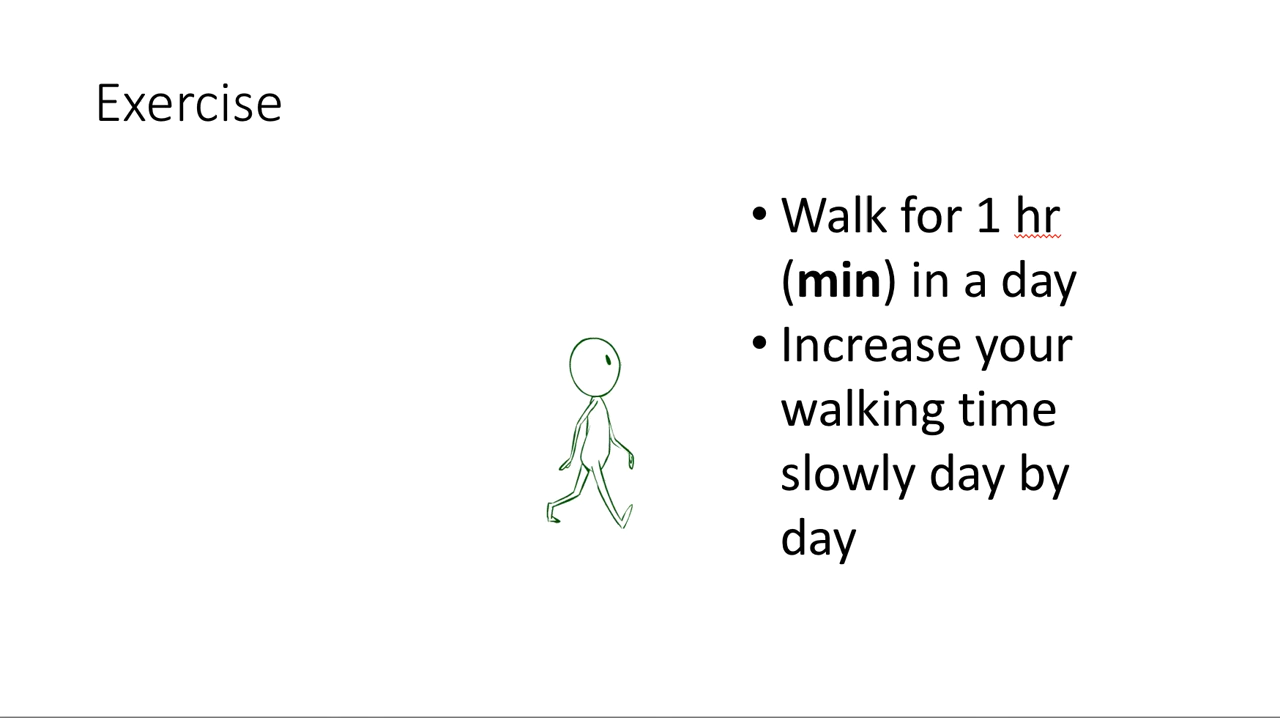 Exercise
• Walk for 1 hr
(min) in a day
• Increase your
walking time
slowly day by
day